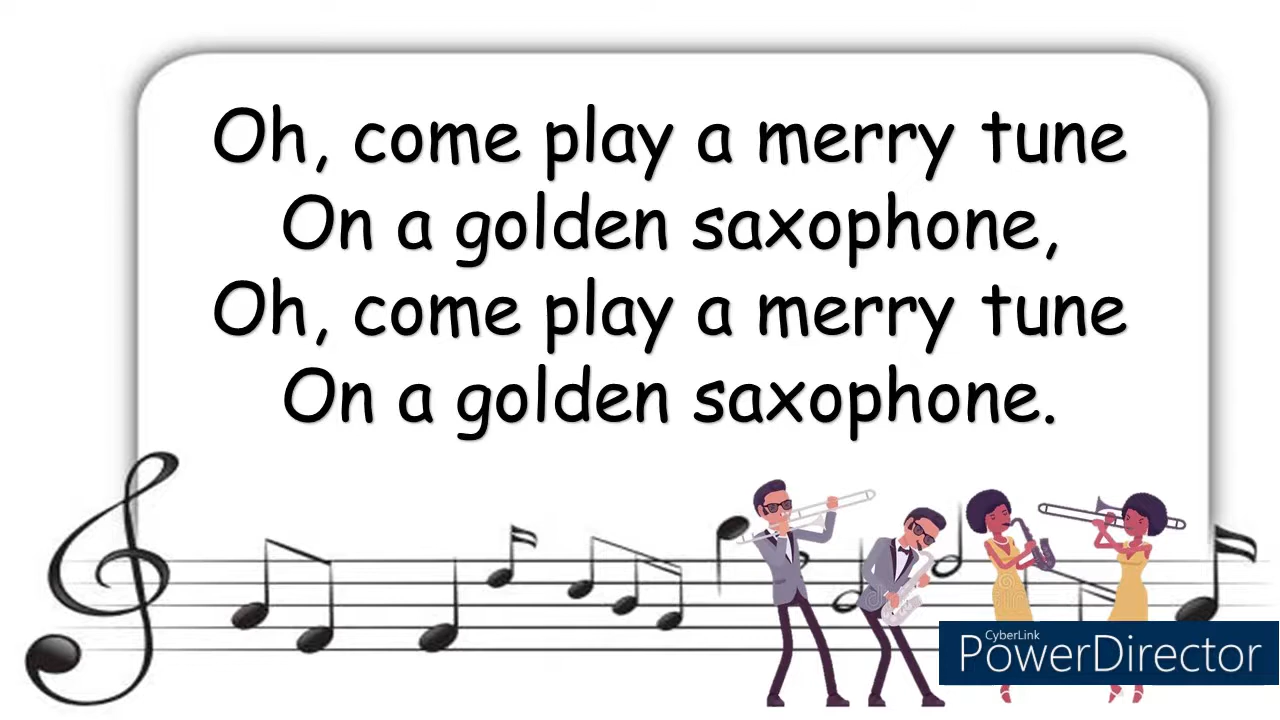 Oh, come play a merry tune
On a golden saxophone,
Oh, come play a merry tune
On a golden saxophone.
CyberLink
PowerDirector